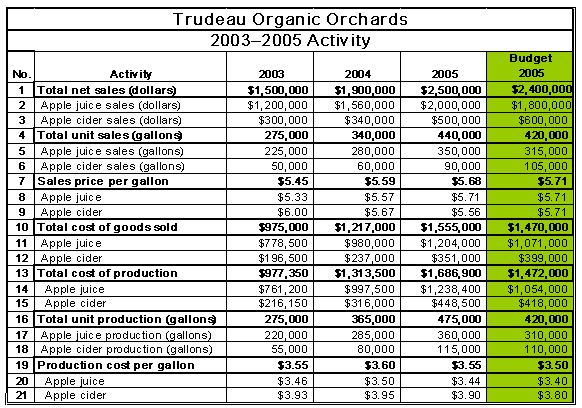 Trudeau Organic Orchards
2003–2005 Activity
No. Activity 2003 2004 2005 Budget 2005
1 Total net sales (dollars) $1,500,000 $1,900,000 $2,500,000 $2,400,000
2 Apple juice sales (dollars) $1,200,000 $1,560,000 $2,000,000 $1,800,000
3 Apple cider sales (dollars) $300,000 $340,000 $500,000 $600,000
4 Total unit sales (gallons) 275,000 340,000 440,000 420,000
5 Apple juice sales (gallons) 225,000 280,000 350,000 315,000
6 Apple cider sales (gallons) 50,000 60,000 90,000 105,000
7 Sales price per gallon $5.45 $5.59 $5.68 $5.71
8 Apple juice $5.33 $5.57 $5.71 $5.71
9 Apple cider $6.00 $5.67 $5.56 $5.71
10 Total cost of goods sold $975,000 $1,217,000 $1,555,000 $1,470,000
11 Apple juice $778,500 $980,000 $1,204,000 $1,071,000
12 Apple cider $196,500 $237,000 $351,000 $399,000
13 Total cost of production $977,350 $1,313,500 $1,686,900 $1,472,000
14 Apple juice $761,200 $997,500 $1,238,400 $1,054,000
15 Apple cider $216,150 $316,000 $448,500 $418,000
16 Total unit production (gallons) 275,000 365,000 475,000 420,000
17 Apple juice production (gallons) 220,000 285,000 360,000 310,000
18 Apple cider production (gallons) 55,000 80,000 115,000 110,000
19 Production cost per gallon $3.55 $3.60 $3.55 $3.50
20 Apple juice $3.46 $3.50 $3.44 $3.40
21 Apple cider $3.93 $3.95 $3.90 $3.80